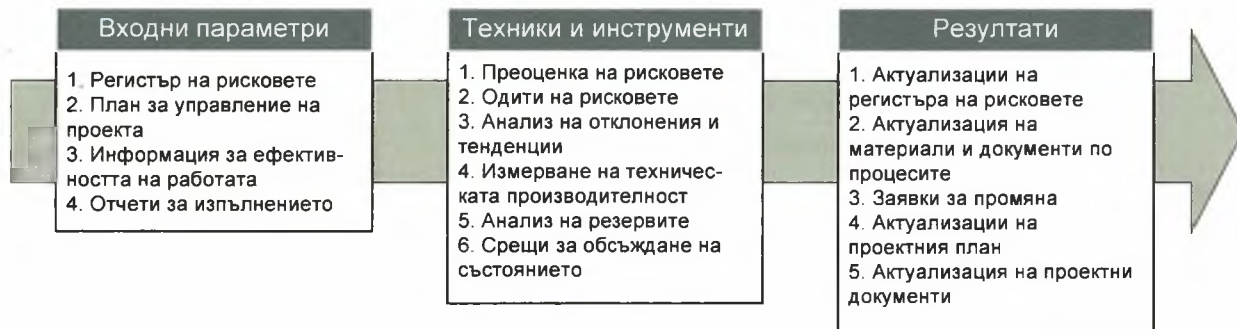 Входни параметри
1. Регистър на рисковете
2. План за управление на
проекта
3. Информация за ефектив-
ността на работата
4. Отчети за изпълнението
Техники и инструменти
1. Преоценка на рисковете
2. Одити на рисковете
3. Анализ на отклонения и
тенденции
4. Измерване на техничес-
ката производителност
5. Анализ на резервите
6. Срещи за обсъждане на
състоянието
Резултати
1. Актуализации на
регистъра на рисковете
2. Актуализация на
материали и документи по
процесите
3. Заявки за промяна
4. Актуализации на
проектния план
5. Актуализация на проектни
документи